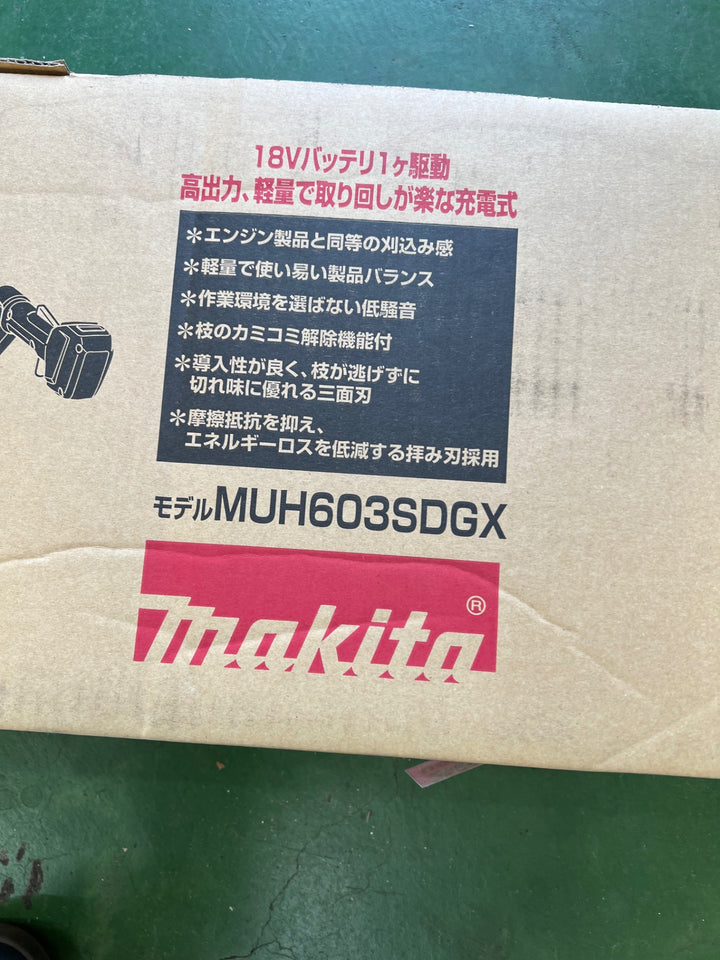 18Vバッテリ1ヶ駆動
高出力、軽量で取り回しが楽な充電式
＊エンジン製品と同等の刈込み感
＊軽量で使い易い製品バランス
＊作業環境を選ばない低騒音
＊枝のカミコミ解除機能付
＊導入性が良く、枝が逃げずに
切れ味に優れる三面刃
＊摩擦抵抗を抑え、
エネルギーロスを低減する拝み刃採用
モデルMUH603SDGX
makita®